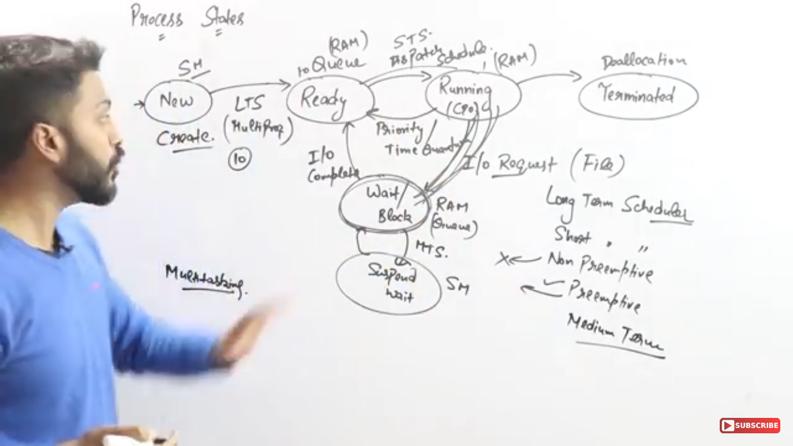 Process States
SM
New
Create.
LTS
(MultiProg)
10
(RAM)
10 Queue
Ready
STS.
Dispatch
Schedule.
(RAM)
Running
(CPU)
Deallocation
Terminated
Priority
Time Quantum
I/O
Complete
I/O Request (File)
Wait/
Block
RAM
(Queue)
MTS.
Suspend
Wait
SM
Multitasking.
Long Term Scheduler
Short " "
Non Preemptive
Preemptive
Medium Term
SUBSCRIBE